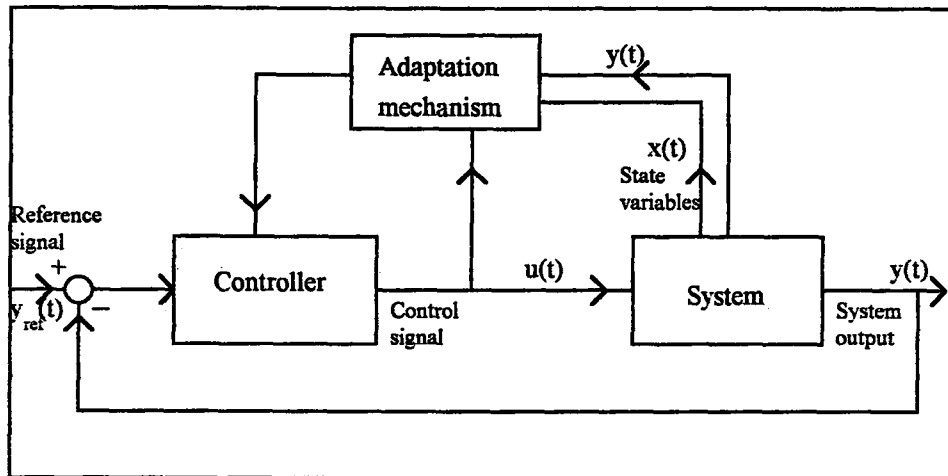 Adaptation
mechanism
y(t)
x(t)
State
variables
Reference
signal
+
y_ref(t)
−
Controller
Control
signal
u(t)
System
y(t)
System
output